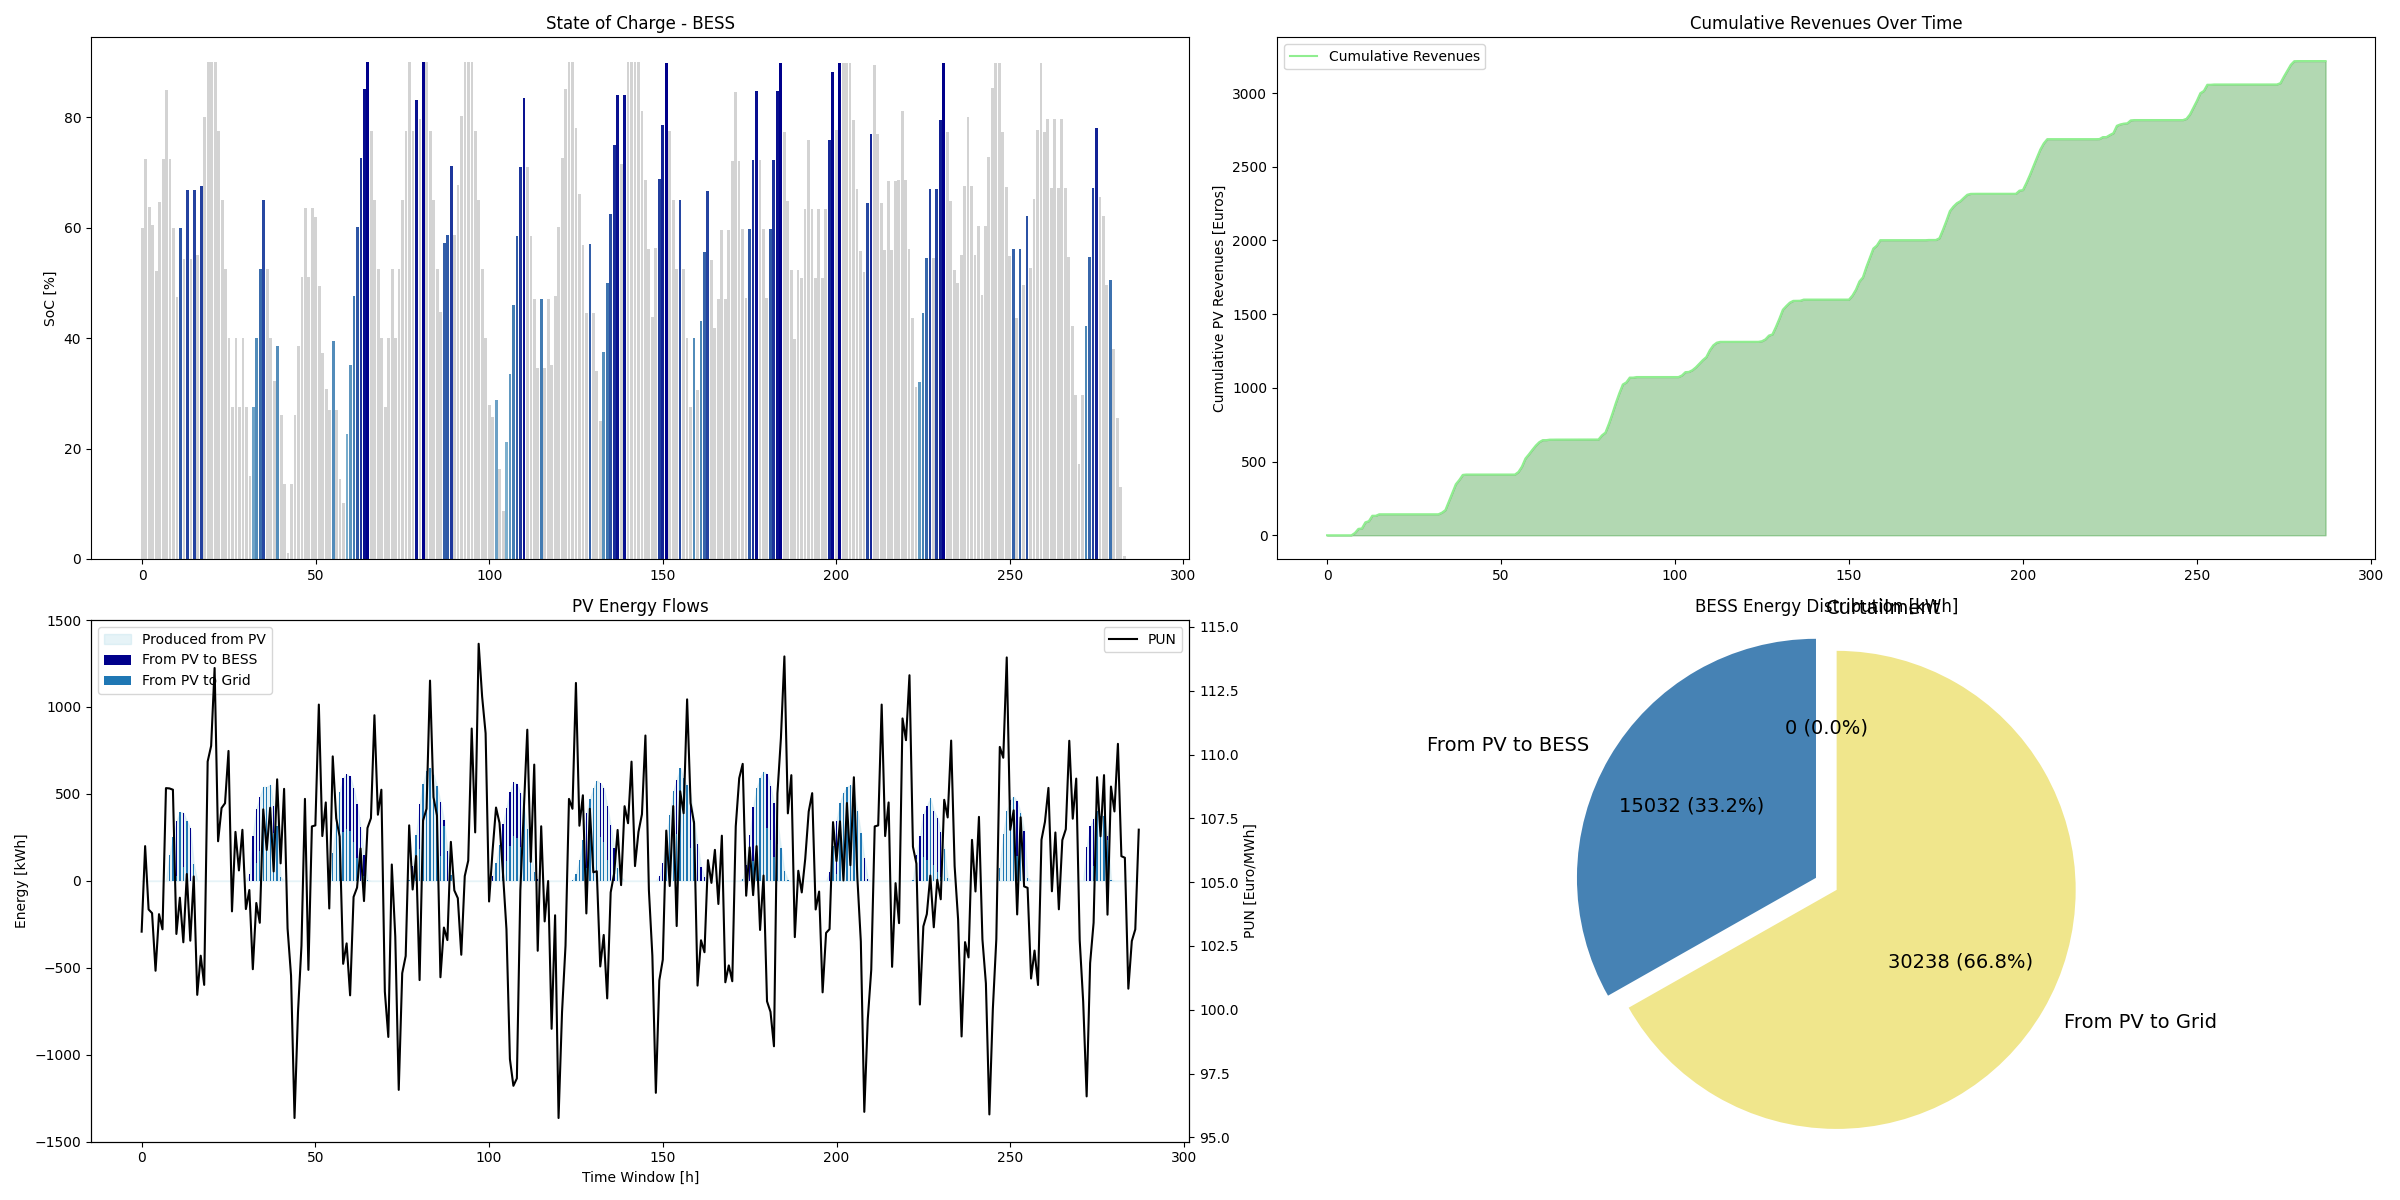 State of Charge - BESS
SoC [%]
80
60
40
20
0
0 50 100 150 200 250 300
Cumulative Revenues Over Time
Cumulative Revenues
Cumulative PV Revenues [Euros]
3000
2500
2000
1500
1000
500
0
0 50 100 150 200 250 300
PV Energy Flows
Produced from PV
From PV to BESS
From PV to Grid
PUN
Energy [kWh]
1500
1000
500
0
−500
−1000
−1500
115.0
112.5
110.0
107.5
105.0
102.5
100.0
97.5
95.0
PUN [Euro/MWh]
0 50 100 150 200 250 300
Time Window [h]
BESS Energy Distribution [kWh]
Curtailment
0 (0.0%)
From PV to BESS
15032 (33.2%)
30238 (66.8%)
From PV to Grid